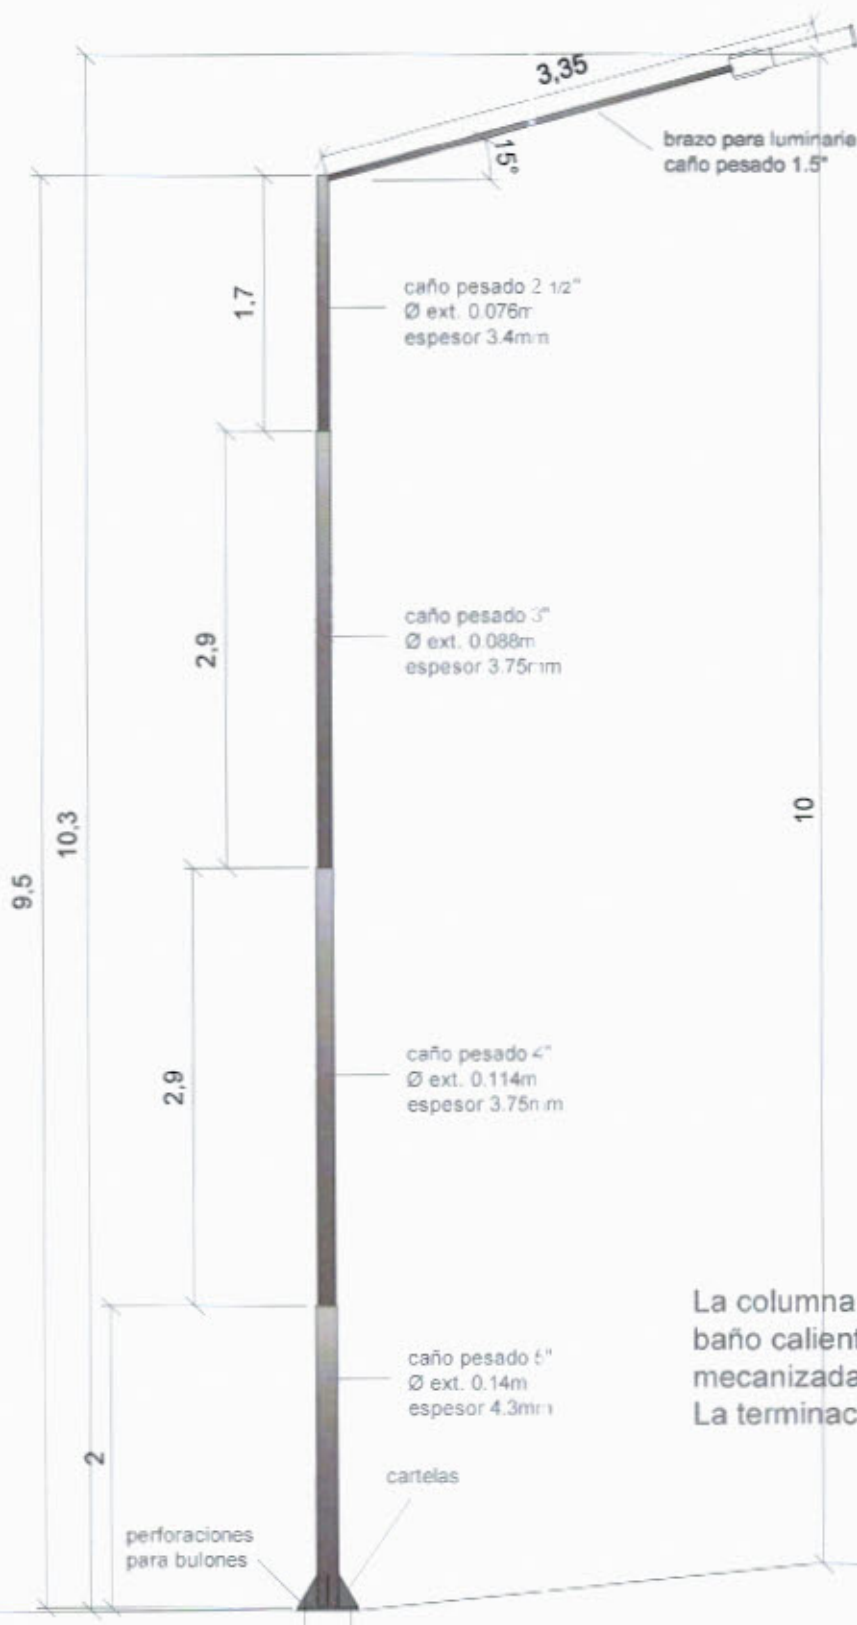 3,35
brazo para luminaria
caño pesado 1.5"
15°
1,7
caño pesado 2 1/2"
Ø ext. 0.076m
espesor 3.4mm
2,9
caño pesado 3"
Ø ext. 0.088m
espesor 3.75mm
10,3
9,5
10
2,9
caño pesado 4"
Ø ext. 0.114m
espesor 3.75mm
La columna
baño calient
mecanizada
La terminac
caño pesado 5"
Ø ext. 0.14m
espesor 4.3mm
2
cartelas
perforaciones
para bulones